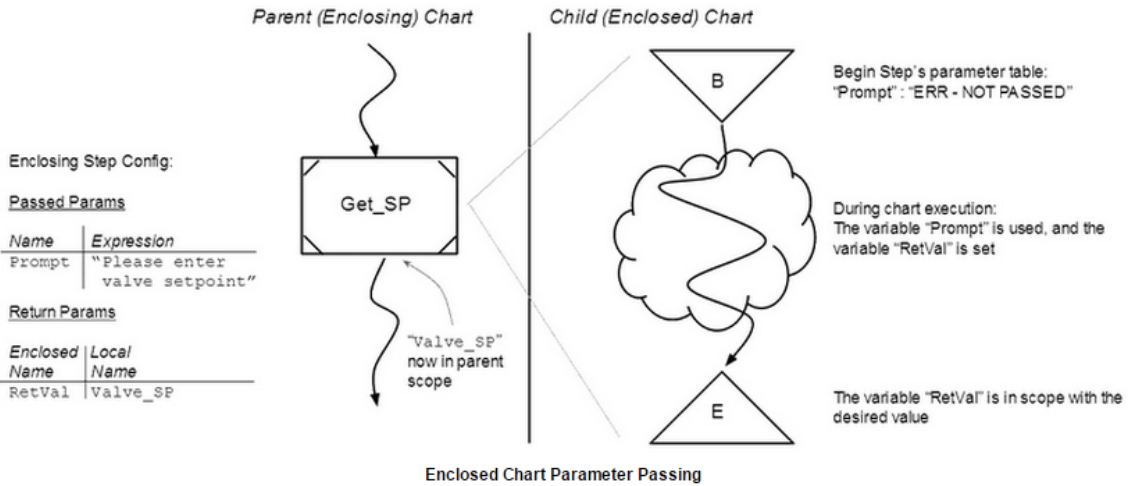 Parent (Enclosing) Chart
Child (Enclosed) Chart
Enclosing Step Config:
Passed Params
Name Expression
Prompt "Please enter
valve setpoint"
Return Params
Enclosed Local
Name Name
RetVal Valve_SP
Get_SP
"Valve_SP"
now in parent
scope
B
Begin Step's parameter table:
"Prompt" : "ERR - NOT PASSED"
During chart execution:
The variable "Prompt" is used, and the
variable "RetVal" is set
E
The variable "RetVal" is in scope with the
desired value
Enclosed Chart Parameter Passing